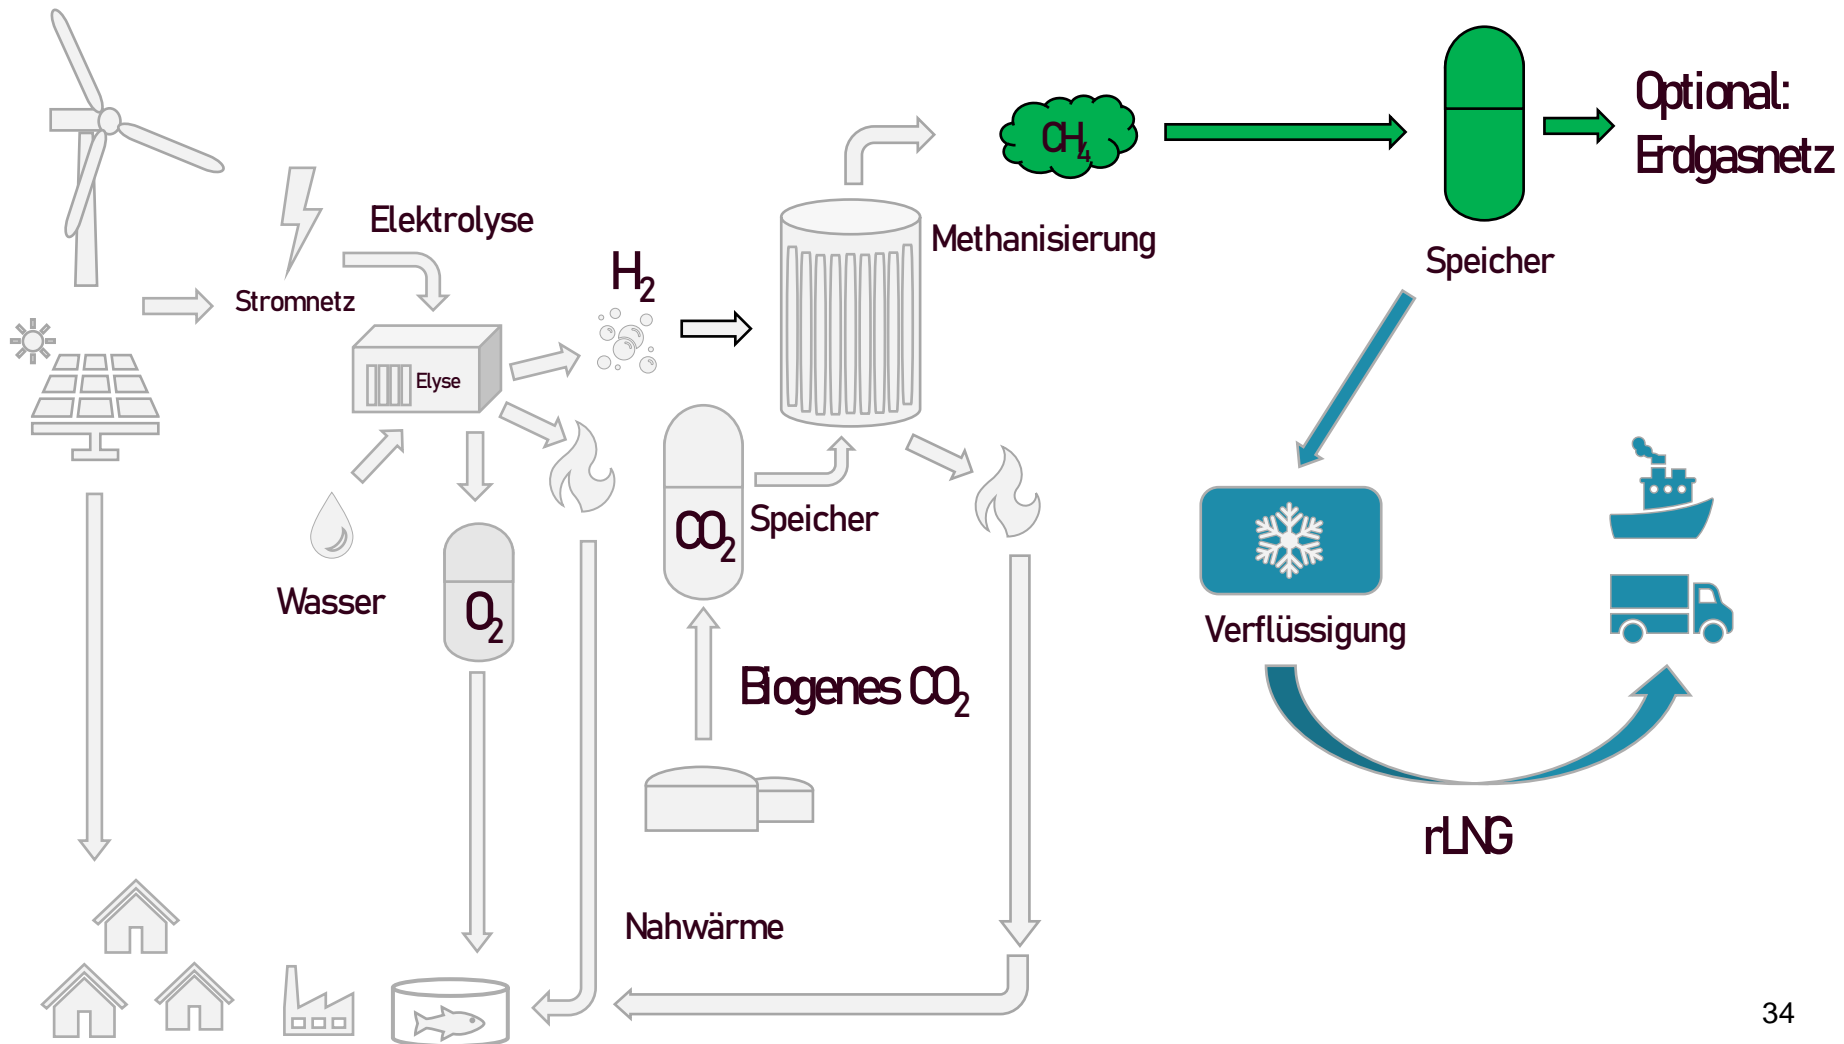 Optional:
Erdgasnetz
CH₄
Elektrolyse
Methanisierung
Speicher
H₂
Stromnetz
Elyse
CO₂
Speicher
Wasser
O₂
Verflüssigung
Biogenes CO₂
rLNG
Nahwärme
34